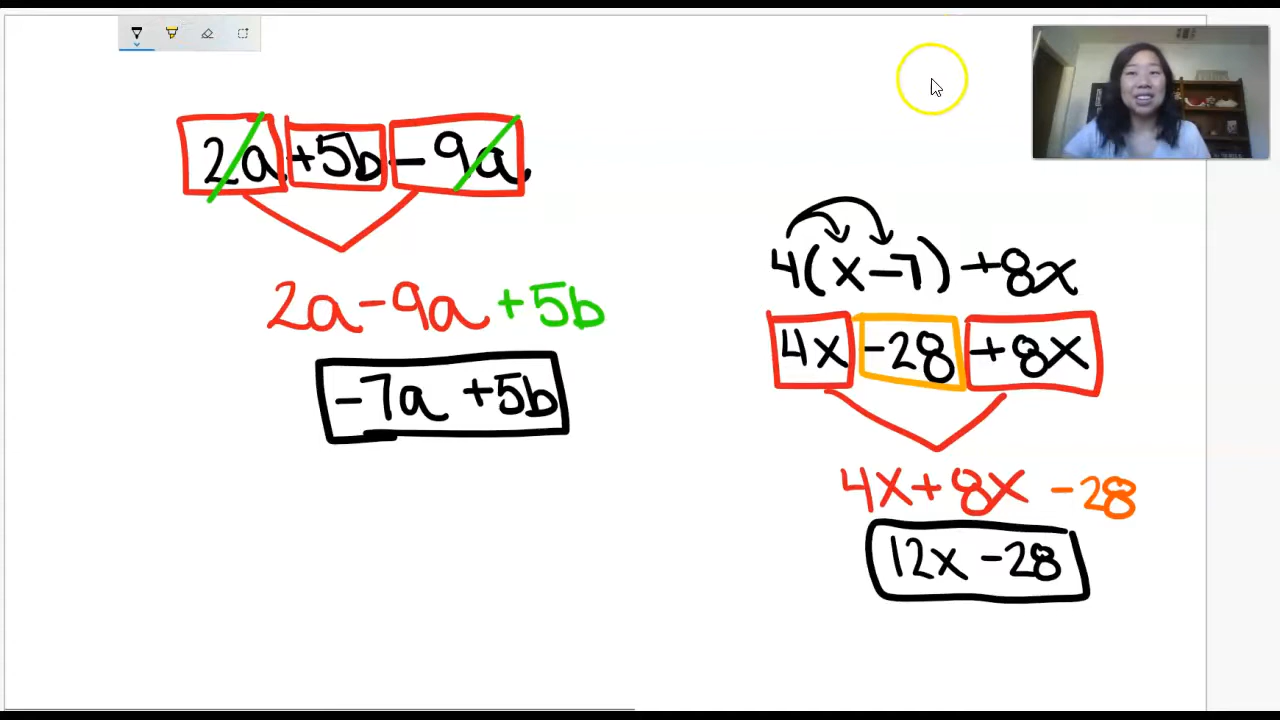 2a + 5b - 9a
2a - 9a + 5b
-7a + 5b
4(x - 7) + 8x
4x - 28 + 8x
4x + 8x - 28
12x - 28